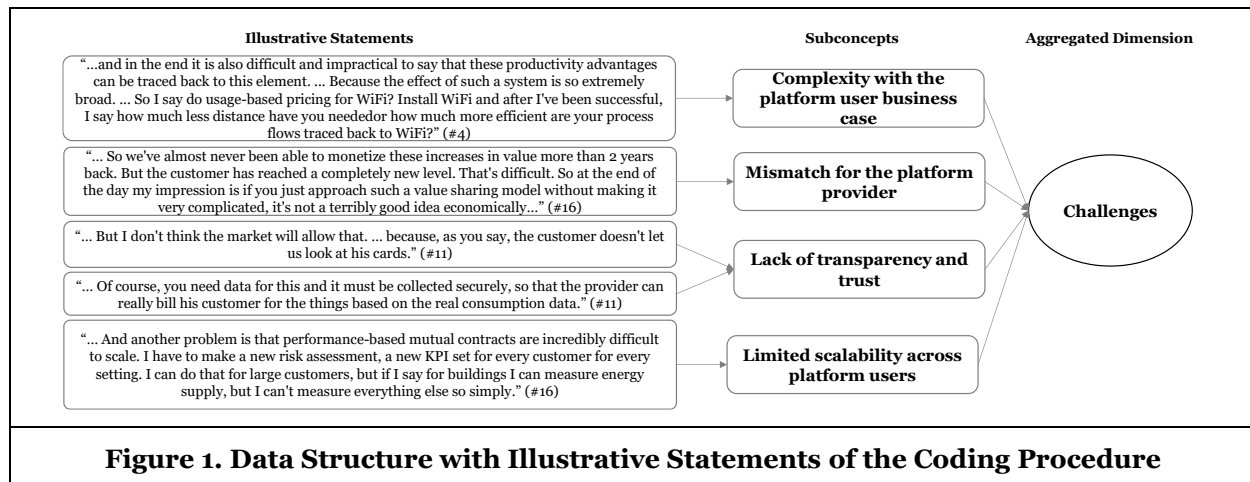 Illustrative Statements
Subconcepts
Aggregated Dimension
“…and in the end it is also difficult and impractical to say that these productivity advantages
can be traced back to this element. … Because the effect of such a system is so extremely
broad. … So I say do usage-based pricing for WiFi? Install WiFi and after I've been successful,
I say how much less distance have you neededor how much more efficient are your process
flows traced back to WiFi?” (#4)
Complexity with the
platform user business
case
“… So we've almost never been able to monetize these increases in value more than 2 years
back. But the customer has reached a completely new level. That's difficult. So at the end of
the day my impression is if you just approach such a value sharing model without making it
very complicated, it's not a terribly good idea economically…” (#16)
Mismatch for the platform
provider
“… But I don't think the market will allow that. … because, as you say, the customer doesn't let
us look at his cards.” (#11)
“… Of course, you need data for this and it must be collected securely, so that the provider can
really bill his customer for the things based on the real consumption data.” (#11)
Lack of transparency and
trust
“… And another problem is that performance-based mutual contracts are incredibly difficult
to scale. I have to make a new risk assessment, a new KPI set for every customer for every
setting. I can do that for large customers, but if I say for buildings I can measure energy
supply, but I can't measure everything else so simply.” (#16)
Limited scalability across
platform users
Challenges
Figure 1. Data Structure with Illustrative Statements of the Coding Procedure